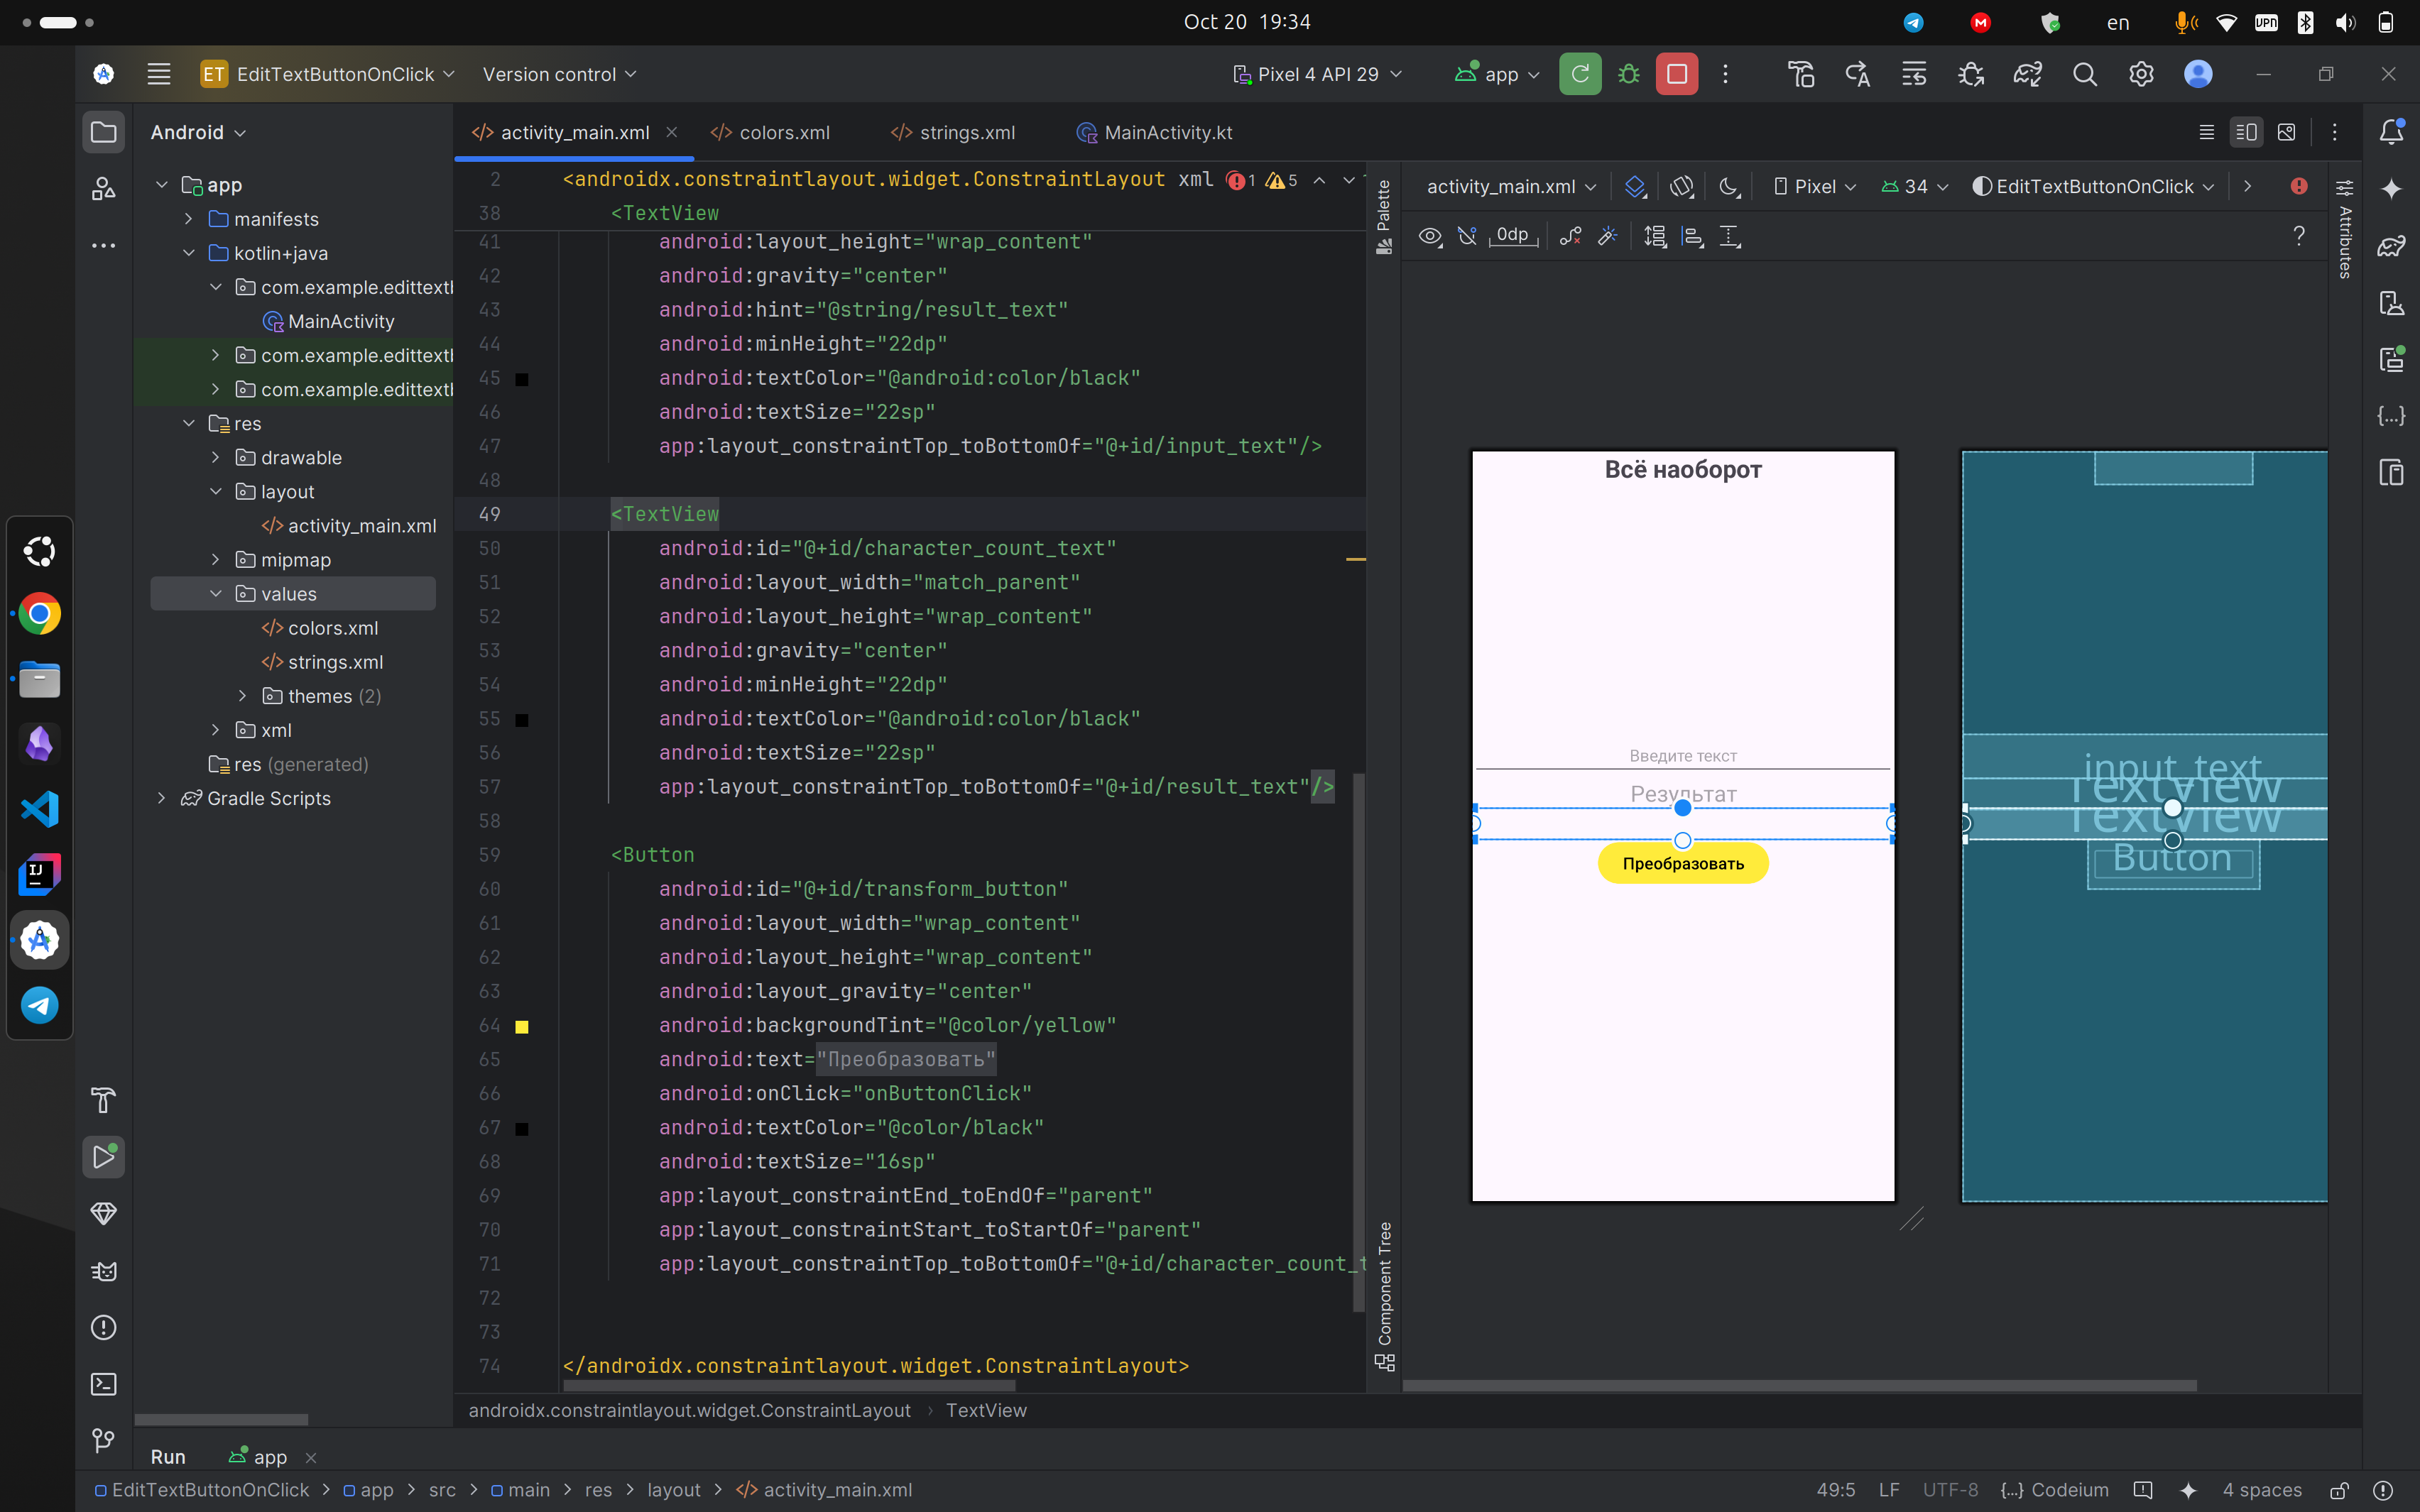 Oct 20 19:34
en
VPN
ET EditTextButtonOnClick
Version control
Pixel 4 API 29
app
Android
activity_main.xml
colors.xml
strings.xml
MainActivity.kt
app
manifests
kotlin+java
com.example.edittextb
MainActivity
com.example.edittextb
com.example.edittextb
res
drawable
layout
activity_main.xml
mipmap
values
colors.xml
strings.xml
themes (2)
xml
res (generated)
Gradle Scripts
2 <androidx.constraintlayout.widget.ConstraintLayout xml 1 5
38 <TextView
41 android:layout_height="wrap_content"
42 android:gravity="center"
43 android:hint="@string/result_text"
44 android:minHeight="22dp"
45 android:textColor="@android:color/black"
46 android:textSize="22sp"
47 app:layout_constraintTop_toBottomOf="@+id/input_text"/>
48
49 <TextView
50 android:id="@+id/character_count_text"
51 android:layout_width="match_parent"
52 android:layout_height="wrap_content"
53 android:gravity="center"
54 android:minHeight="22dp"
55 android:textColor="@android:color/black"
56 android:textSize="22sp"
57 app:layout_constraintTop_toBottomOf="@+id/result_text"/>
58
59 <Button
60 android:id="@+id/transform_button"
61 android:layout_width="wrap_content"
62 android:layout_height="wrap_content"
63 android:layout_gravity="center"
64 android:backgroundTint="@color/yellow"
65 android:text="Преобразовать"
66 android:onClick="onButtonClick"
67 android:textColor="@color/black"
68 android:textSize="16sp"
69 app:layout_constraintEnd_toEndOf="parent"
70 app:layout_constraintStart_toStartOf="parent"
71 app:layout_constraintTop_toBottomOf="@+id/character_count_t
72
73
74 </androidx.constraintlayout.widget.ConstraintLayout>
androidx.constraintlayout.widget.ConstraintLayout › TextView
Palette
Component Tree
activity_main.xml
Pixel
34
EditTextButtonOnClick
0dp
?
Attributes
Всё наоборот
Введите текст
Результат
Преобразовать
input_text
TextView
TextView
Button
Run
app
EditTextButtonOnClick > app > src > main > res > layout > activity_main.xml
49:5
LF
UTF-8
{...} Codeium
4 spaces